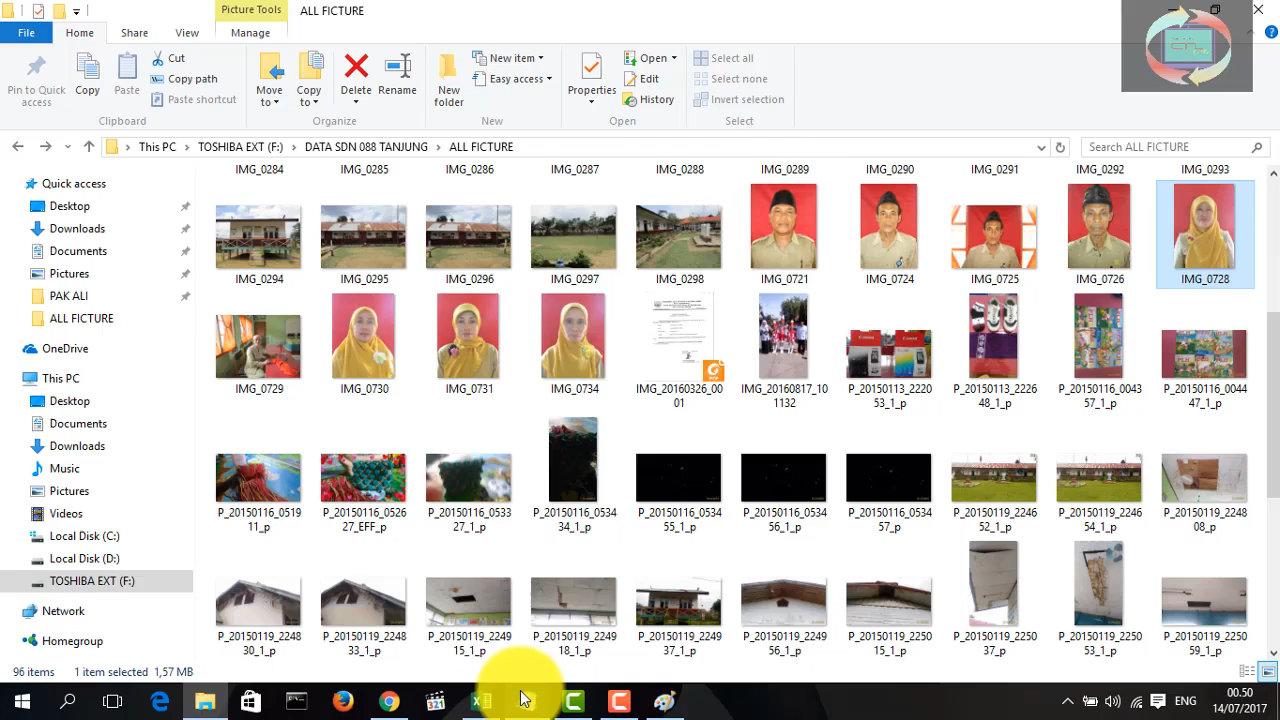 Picture Tools
ALL FICTURE
File Home Share View Manage
Pin to Quick access
Copy
Paste
Cut
Copy path
Paste shortcut
Clipboard
Move to
Copy to
Delete
Rename
Organize
New folder
New item
Easy access
New
Properties
Open
Edit
History
Open
Select all
Select none
Invert selection
Select
This PC TOSHIBA EXT (F:) DATA SDN 088 TANJUNG ALL FICTURE
Search ALL FICTURE
Quick access
Desktop
Downloads
Documents
Pictures
PAK ALI
ALL FICTURE
OneDrive
This PC
Desktop
Documents
Downloads
Music
Pictures
Videos
Local Disk (C:)
Local Disk (D:)
TOSHIBA EXT (F:)
Network
Homegroup
IMG_0284 IMG_0285 IMG_0286 IMG_0287 IMG_0288 IMG_0289 IMG_0290 IMG_0291 IMG_0292 IMG_0293
IMG_0294 IMG_0295 IMG_0296 IMG_0297 IMG_0298 IMG_0721 IMG_0724 IMG_0725 IMG_0726 IMG_0728
IMG_0729 IMG_0730 IMG_0731 IMG_0734 IMG_20160326_00 IMG_20160817_10 P_20150113_2220 P_20150113_2226 P_20150116_0043 P_20150116_0044
01 1132 53_1_p 48_1_p 57_1_p 47_1_p
P_20150116_0519 P_20150116_0526 P_20150116_0533 P_20150116_0534 P_20150116_0534 P_20150116_0534 P_20150116_0534 P_20150119_2246 P_20150119_2246 P_20150119_2248
11_p 27_EFF_p 27_1_p 34_1_p 55_1_p 56_1_p 57_p 52_1_p 54_1_p 08_p
P_20150119_2248 P_20150119_2248 P_20150119_2249 P_20150119_2249 P_20150119_2249 P_20150119_2249 P_20150119_2250 P_20150119_2250 P_20150119_2250 P_20150119_2250
30_1_p 33_1_p 15_1_p 18_1_p 37_1_p 56_1_p 15_1_p 37_p 53_1_p 59_1_p
96 items 1 item selected 1,57 MB
ENG
00.50
14/07/2017